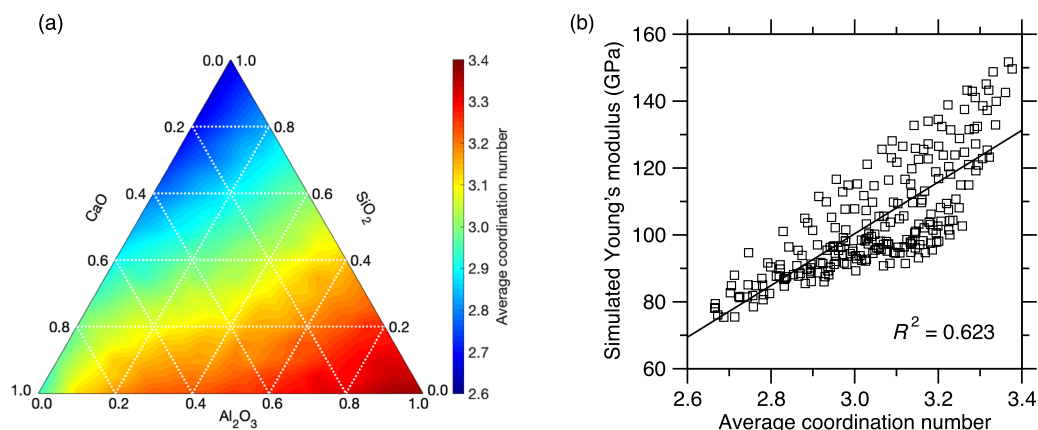 (a)
0.0 1.0
0.2 0.8
0.4 0.6
0.6 0.4
0.8 0.2
1.0 0.0
0.0 0.2 0.4 0.6 0.8 1.0
CaO
SiO₂
Al₂O₃
3.4
3.3
3.2
3.1
3.0
2.9
2.8
2.7
2.6
Average coordination number
(b)
160
140
120
100
80
60
Simulated Young's modulus (GPa)
R² = 0.623
2.6 2.8 3.0 3.2 3.4
Average coordination number